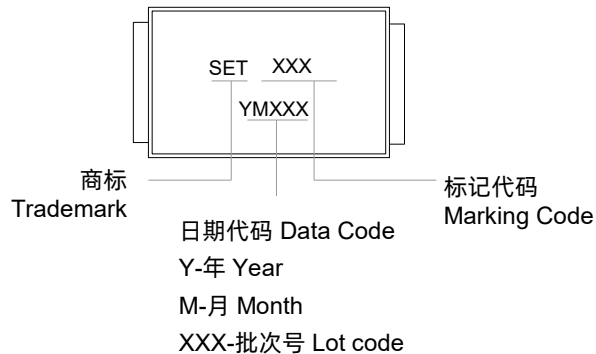 SET XXX
YMXXX
商标
Trademark
标记代码
Marking Code
日期代码 Data Code
Y-年 Year
M-月 Month
XXX-批次号 Lot code